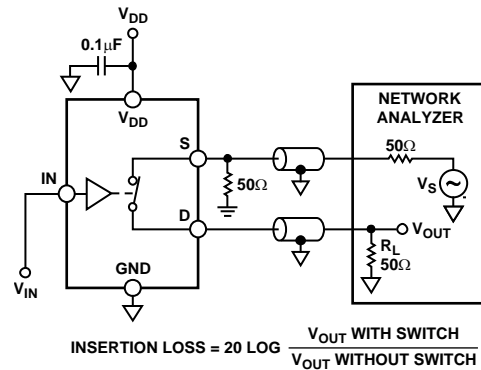 VDD
0.1μF
VDD
NETWORK
ANALYZER
S
50Ω
IN
50Ω
VS
D
VOUT
RL
50Ω
GND
VIN
INSERTION LOSS = 20 LOG VOUT WITH SWITCH
VOUT WITHOUT SWITCH